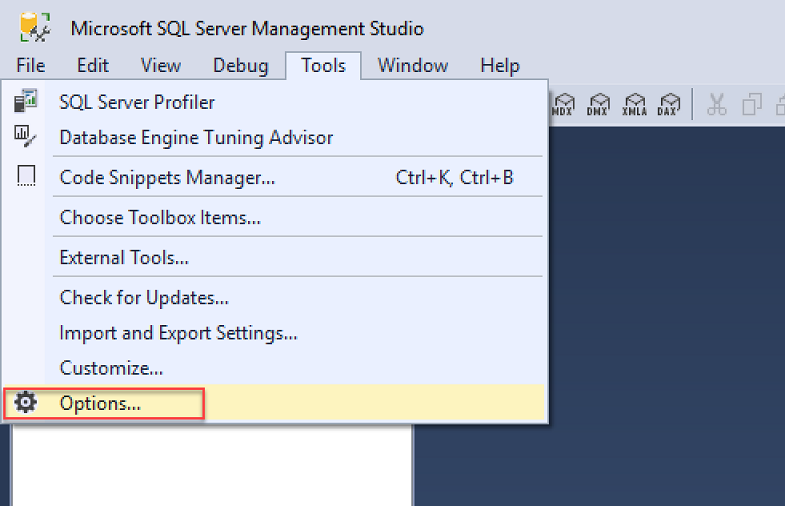 Microsoft SQL Server Management Studio
File Edit View Debug Tools Window Help
MDX DMX XMLA DAX
SQL Server Profiler
Database Engine Tuning Advisor
Code Snippets Manager... Ctrl+K, Ctrl+B
Choose Toolbox Items...
External Tools...
Check for Updates...
Import and Export Settings...
Customize...
Options...